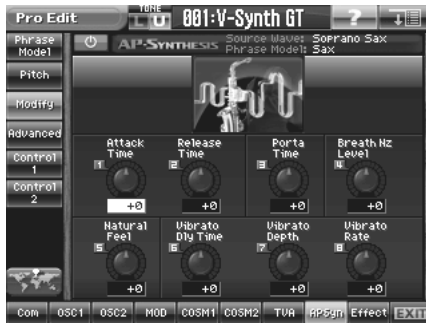 Pro Edit
TONE
L U
001:V-Synth GT
?
Phrase Model
AP-SYNTHESIS
Source Wave: Soprano Sax
Phrase Model: Sax
Pitch
Modify
Advanced
Control 1
Control 2
1 Attack Time +0
2 Release Time +0
3 Porta Time +0
4 Breath Nz Level +0
5 Natural Feel +0
6 Vibrato Dly Time +0
7 Vibrato Depth +0
8 Vibrato Rate +0
Com OSC1 OSC2 MOD COSM1 COSM2 TVA APSyn Effect EXIT